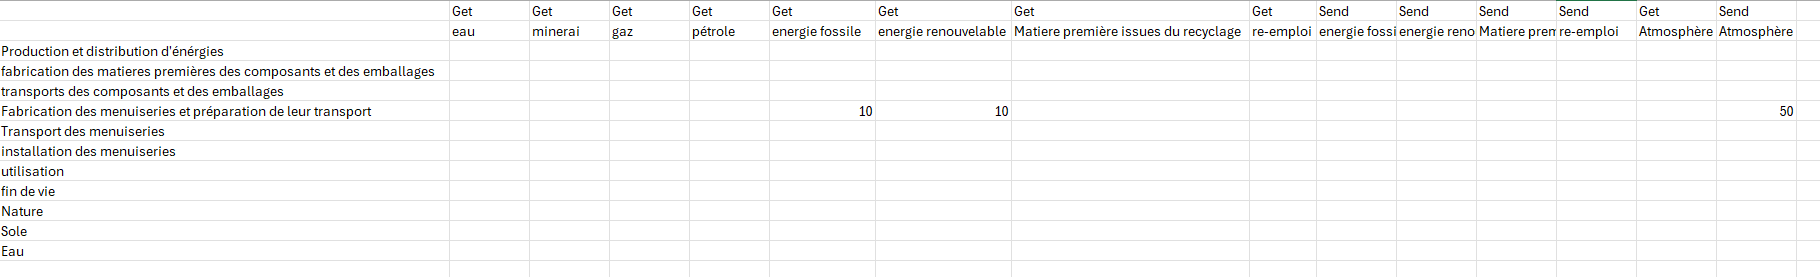 Get Get Get Get Get Get Get Get Send Send Send Send Get Send
eau minerai gaz pétrole energie fossile energie renouvelable Matiere première issues du recyclage re-emploi energie fossi energie reno Matiere prem re-emploi Atmosphère Atmosphère
Production et distribution d'énérgies
fabrication des matieres premières des composants et des emballages
transports des composants et des emballages
Fabrication des menuiseries et préparation de leur transport 10 10 50
Transport des menuiseries
installation des menuiseries
utilisation
fin de vie
Nature
Sole
Eau